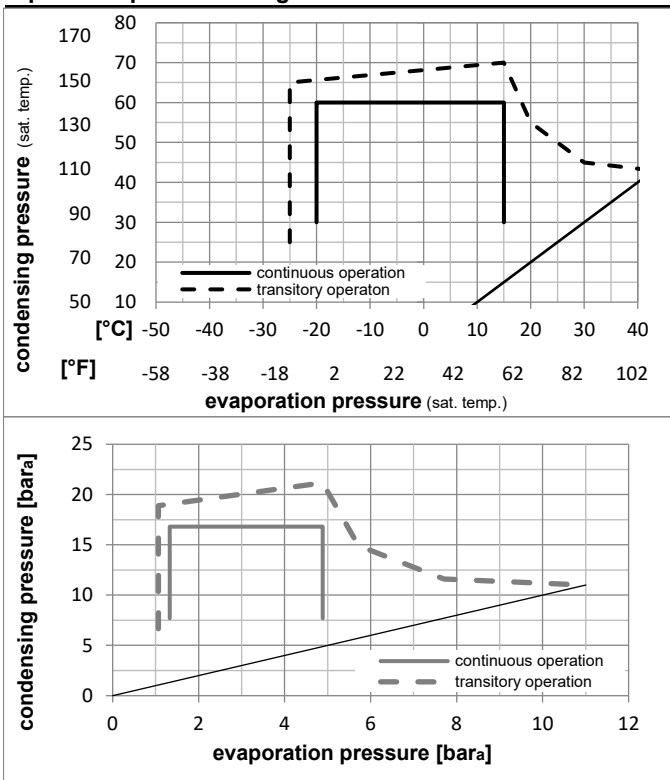 170
150
130
110
90
70
50
80
70
60
50
40
30
20
10
condensing pressure (sat. temp.)
continuous operation
transitory operaton
[°C] -50 -40 -30 -20 -10 0 10 20 30 40
[°F] -58 -38 -18 2 22 42 62 82 102
evaporation pressure (sat. temp.)
25
20
15
10
5
0
condensing pressure [bara]
continuous operation
transitory operation
0 2 4 6 8 10 12
evaporation pressure [bara]